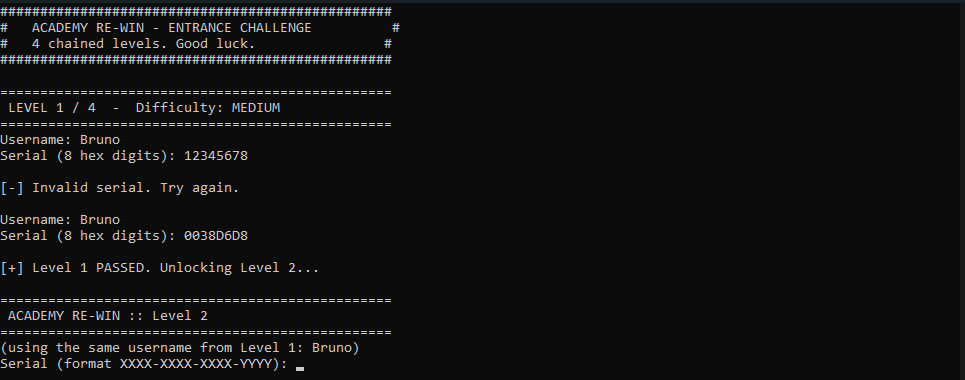 #################################################
#   ACADEMY RE-WIN - ENTRANCE CHALLENGE          #
#   4 chained levels. Good luck.                #
#################################################
=================================================
LEVEL 1 / 4  -  Difficulty: MEDIUM
=================================================
Username: Bruno
Serial (8 hex digits): 12345678
[-] Invalid serial. Try again.
Username: Bruno
Serial (8 hex digits): 0038D6D8
[+] Level 1 PASSED. Unlocking Level 2...
=================================================
ACADEMY RE-WIN :: Level 2
=================================================
(using the same username from Level 1: Bruno)
Serial (format XXXX-XXXX-XXXX-YYYY): _